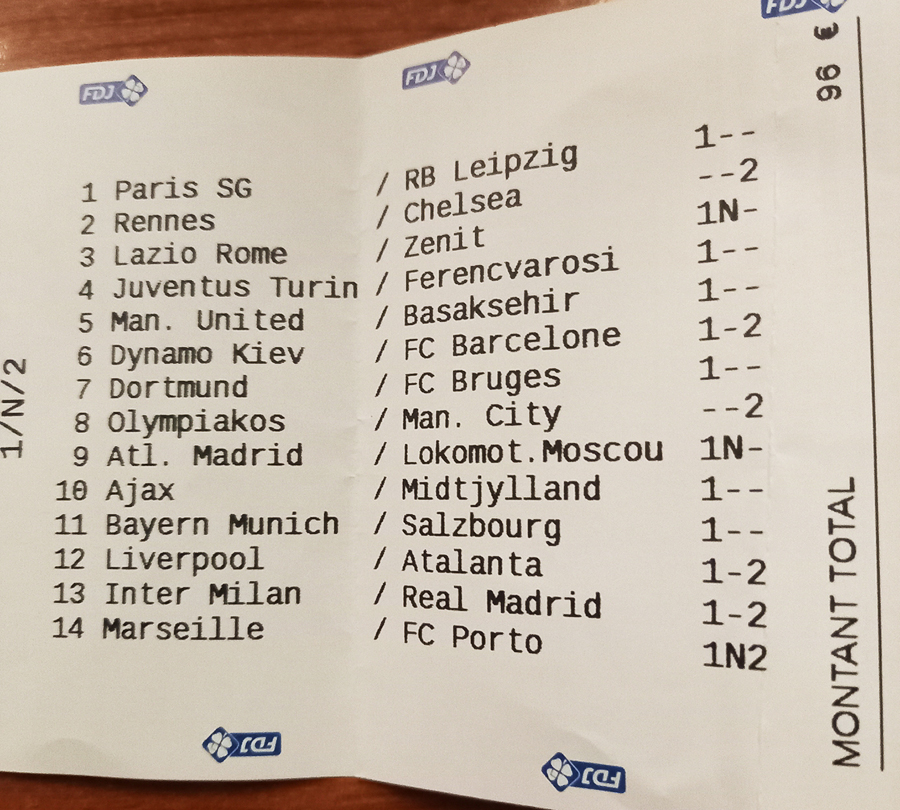 FDJ
FDJ
FDJ
96 €
1 Paris SG / RB Leipzig 1--
2 Rennes / Chelsea --2
3 Lazio Rome / Zenit 1N-
4 Juventus Turin / Ferencvarosi 1--
5 Man. United / Basaksehir 1--
6 Dynamo Kiev / FC Barcelone 1-2
7 Dortmund / FC Bruges 1--
8 Olympiakos / Man. City --2
9 Atl. Madrid / Lokomot.Moscou 1N-
10 Ajax / Midtjylland 1--
11 Bayern Munich / Salzbourg 1--
12 Liverpool / Atalanta 1-2
13 Inter Milan / Real Madrid 1-2
14 Marseille / FC Porto 1N2
1/N/2
MONTANT TOTAL
FDJ
FDJ